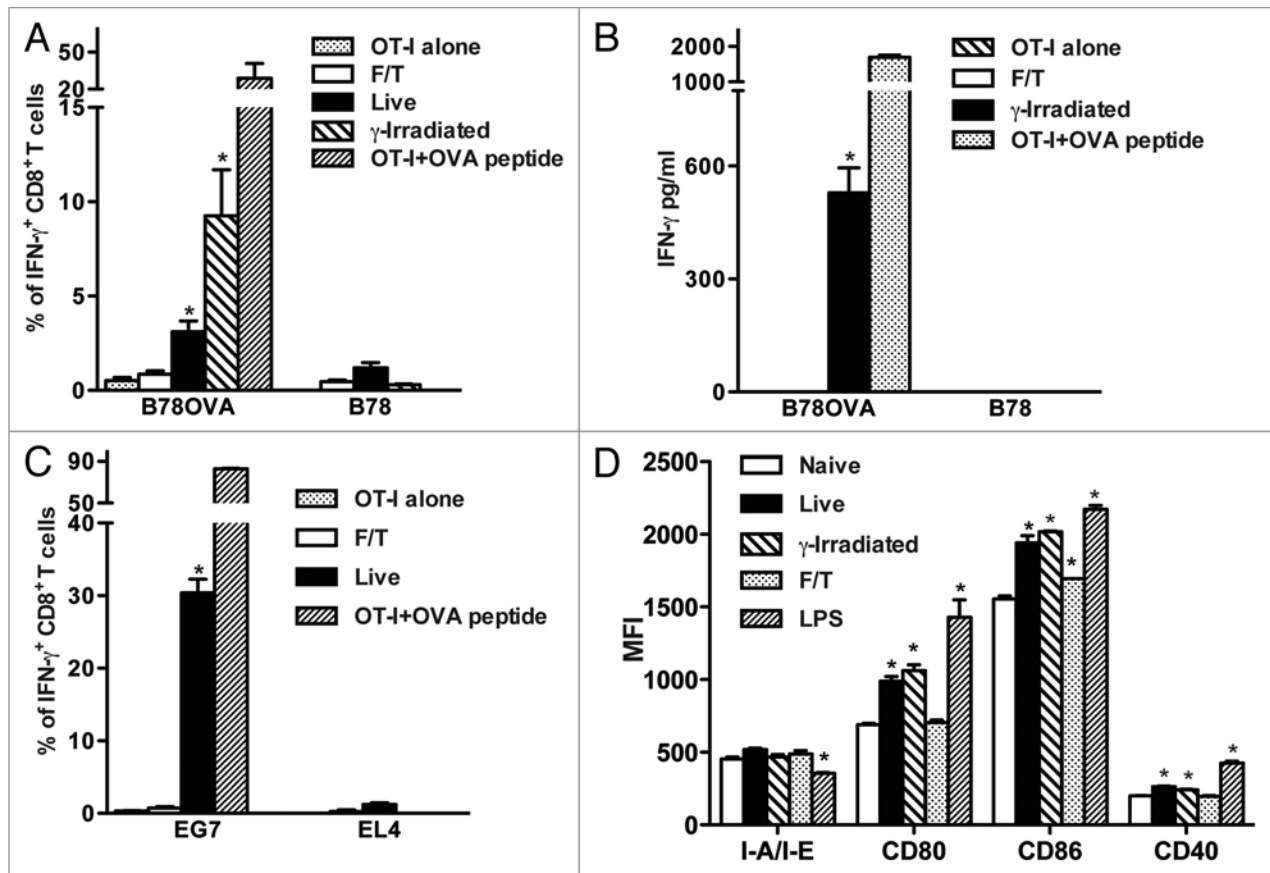 A
% of IFN-γ+ CD8+T cells
50
20
15
10
5
0
*
*
OT-I alone
F/T
Live
γ-Irradiated
OT-I+OVA peptide
B78OVA
B78
B
IFN-γ pg/ml
2000
1000
600
300
0
*
OT-I alone
F/T
γ-Irradiated
OT-I+OVA peptide
B78OVA
B78
C
% of IFN-γ+ CD8+T cells
90
50
40
30
20
10
0
*
OT-I alone
F/T
Live
OT-I+OVA peptide
EG7
EL4
D
MFI
2500
2000
1500
1000
500
0
Naive
Live
γ-Irradiated
F/T
LPS
*
* * *
* * * *
* * *
I-A/I-E
CD80
CD86
CD40